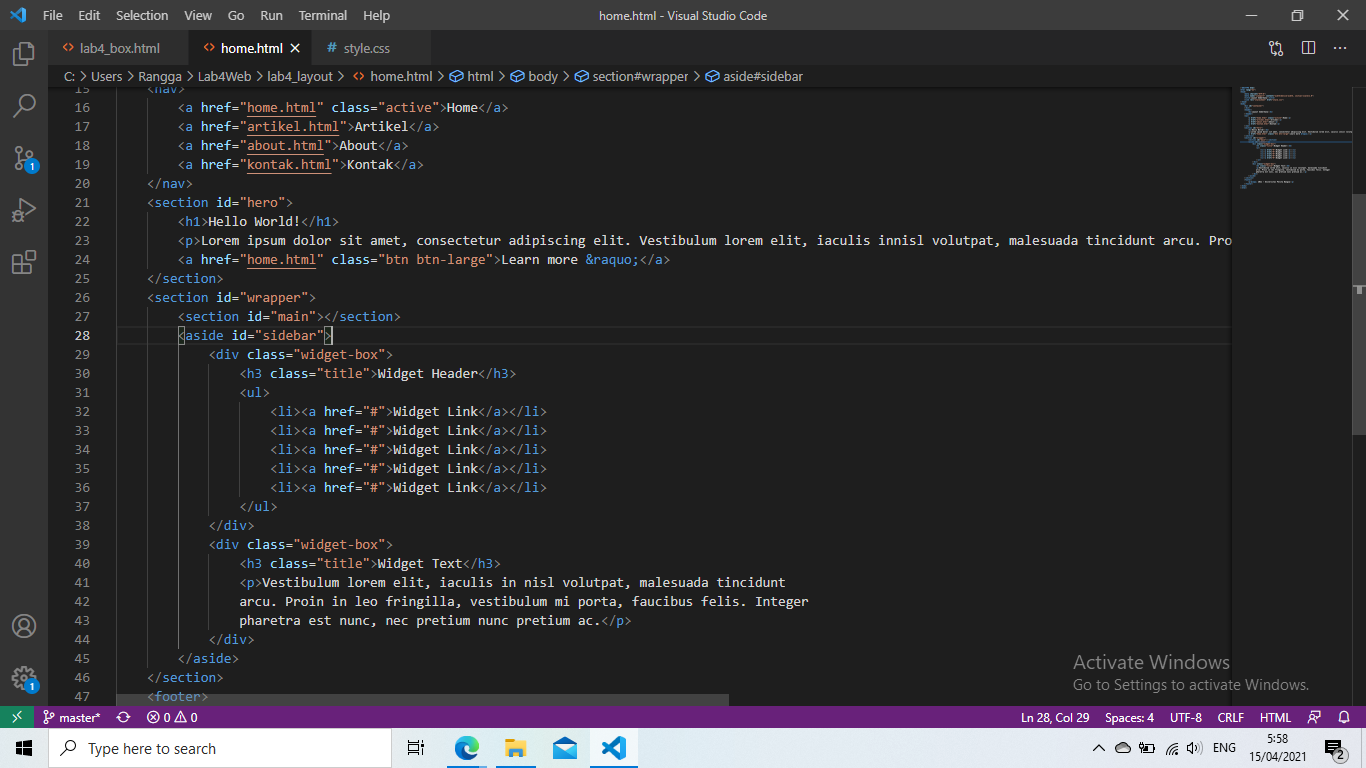 File Edit Selection View Go Run Terminal Help home.html - Visual Studio Code
lab4_box.html home.html style.css
C: > Users > Rangga > Lab4Web > lab4_layout > home.html > html > body > section#wrapper > aside#sidebar
15 <nav>
16 <a href="home.html" class="active">Home</a>
17 <a href="artikel.html">Artikel</a>
18 <a href="about.html">About</a>
19 <a href="kontak.html">Kontak</a>
20 </nav>
21 <section id="hero">
22 <h1>Hello World!</h1>
23 <p>Lorem ipsum dolor sit amet, consectetur adipiscing elit. Vestibulum lorem elit, iaculis innisl volutpat, malesuada tincidunt arcu. Pro
24 <a href="home.html" class="btn btn-large">Learn more &raquo;</a>
25 </section>
26 <section id="wrapper">
27 <section id="main"></section>
28 <aside id="sidebar">
29 <div class="widget-box">
30 <h3 class="title">Widget Header</h3>
31 <ul>
32 <li><a href="#">Widget Link</a></li>
33 <li><a href="#">Widget Link</a></li>
34 <li><a href="#">Widget Link</a></li>
35 <li><a href="#">Widget Link</a></li>
36 <li><a href="#">Widget Link</a></li>
37 </ul>
38 </div>
39 <div class="widget-box">
40 <h3 class="title">Widget Text</h3>
41 <p>Vestibulum lorem elit, iaculis in nisl volutpat, malesuada tincidunt
42 arcu. Proin in leo fringilla, vestibulum mi porta, faucibus felis. Integer
43 pharetra est nunc, nec pretium nunc pretium ac.</p>
44 </div>
45 </aside>
46 </section>
47 <footer>
1
1
Activate Windows
Go to Settings to activate Windows.
master* 0 0 Ln 28, Col 29 Spaces: 4 UTF-8 CRLF HTML
Type here to search
ENG
5:58
15/04/2021
2